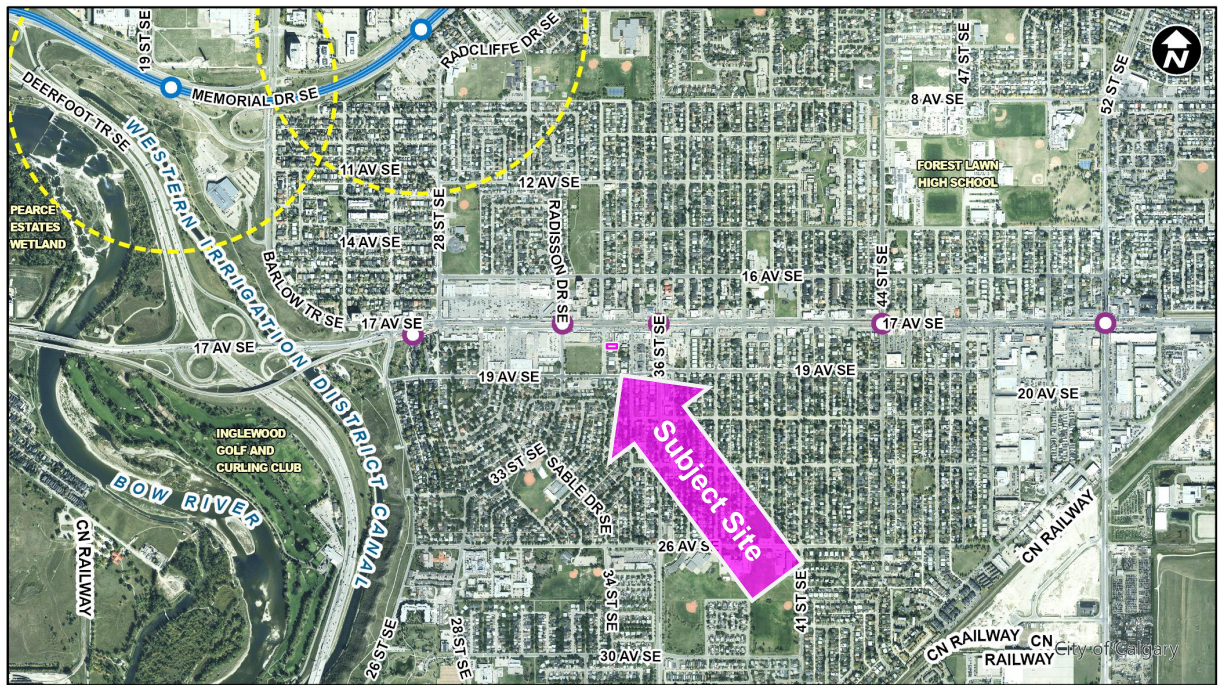 19 ST SE
RADCLIFFE DR SE
47 ST SE
52 ST SE
N
DEERFOOT TR SE
MEMORIAL DR SE
8 AV SE
11 AV SE
12 AV SE
FOREST LAWN
HIGH SCHOOL
PEARCE
ESTATES
WETLAND
WESTERN IRRIGATION DISTRICT CANAL
28 ST SE
RADISSON DR SE
14 AV SE
BARLOW TR SE
16 AV SE
44 ST SE
17 AV SE
36 ST SE
17 AV SE
17 AV SE
19 AV SE
19 AV SE
20 AV SE
INGLEWOOD
GOLF AND
CURLING CLUB
33 ST SE
SABLE DR SE
Subject Site
BOW RIVER
CN RAILWAY
CN RAILWAY
26 AV S
34 ST SE
41 ST SE
26 ST SE
28 ST SE
30 AV SE
CN RAILWAY
CN
RAILWAY
City of Calgary